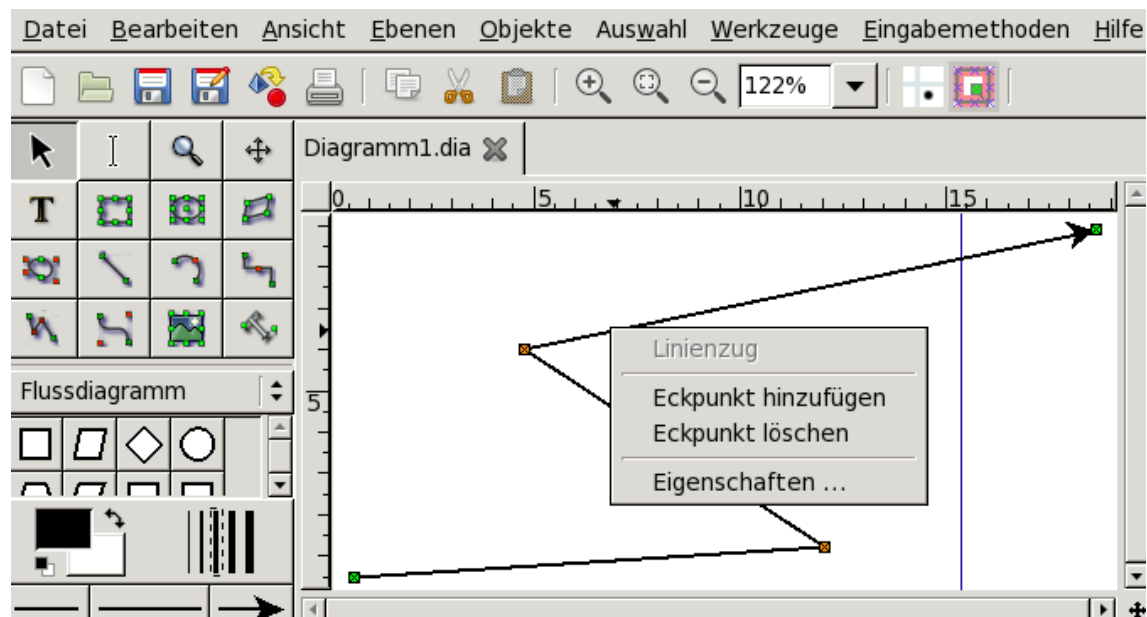 Datei Bearbeiten Ansicht Ebenen Objekte Auswahl Werkzeuge Eingabemethoden Hilfe
122%
Diagramm1.dia
0 5 10 15
T
Linienzug
Eckpunkt hinzufügen
Eckpunkt löschen
Eigenschaften ...
Flussdiagramm
5